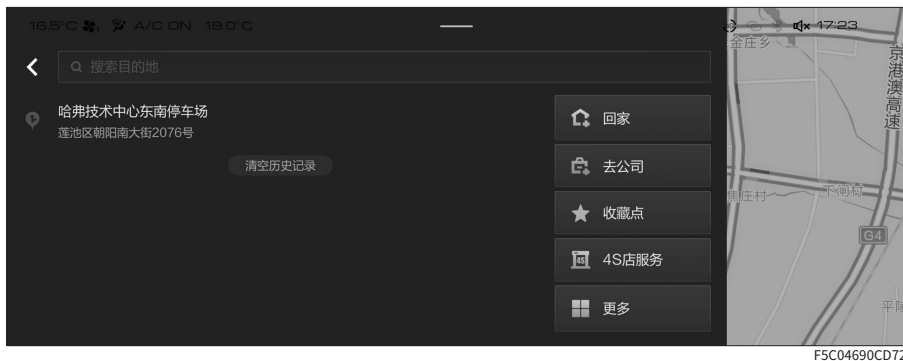 16.5°C A/C ON 19.0°C
17:23
搜索目的地
哈弗技术中心东南停车场
莲池区朝阳南大街2076号
清空历史记录
回家
去公司
收藏点
4S
4S店服务
更多
金庄乡
京港澳高速
焦庄村
下闸村
G4
平陵
F5C04690CD72